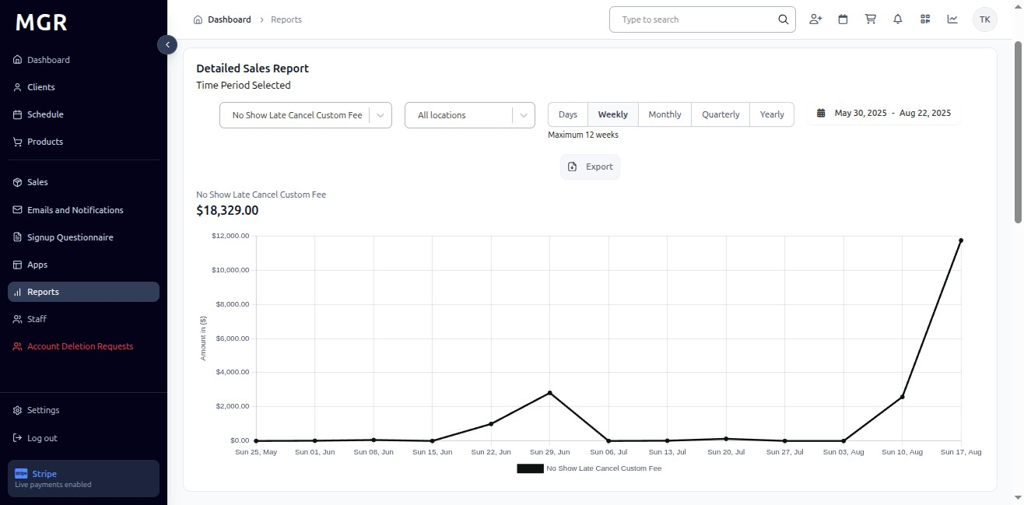 MGR
Dashboard
Clients
Schedule
Products
Sales
Emails and Notifications
Signup Questionnaire
Apps
Reports
Staff
Account Deletion Requests
Settings
Log out
stripe
Stripe
Live payments enabled
Dashboard > Reports
Type to search
TK
Detailed Sales Report
Time Period Selected
No Show Late Cancel Custom Fee
All locations
Days Weekly Monthly Quarterly Yearly
Maximum 12 weeks
May 30, 2025 - Aug 22, 2025
Export
No Show Late Cancel Custom Fee
$18,329.00
Amount in ($)
$12,000.00
$10,000.00
$8,000.00
$6,000.00
$4,000.00
$2,000.00
$0.00
Sun 25, May Sun 01, Jun Sun 08, Jun Sun 15, Jun Sun 22, Jun Sun 29, Jun Sun 06, Jul Sun 13, Jul Sun 20, Jul Sun 27, Jul Sun 03, Aug Sun 10, Aug Sun 17, Aug
No Show Late Cancel Custom Fee